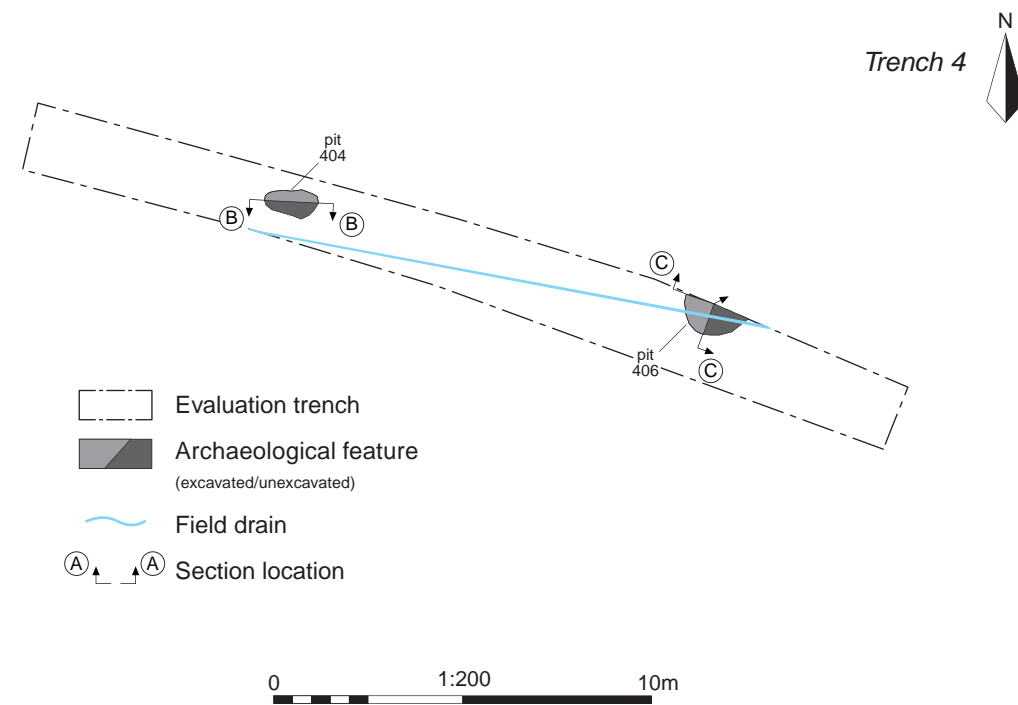 N
Trench 4
pit
404
B
B
C
pit
406
C
Evaluation trench
Archaeological feature
(excavated/unexcavated)
Field drain
A A Section location
0 1:200 10m